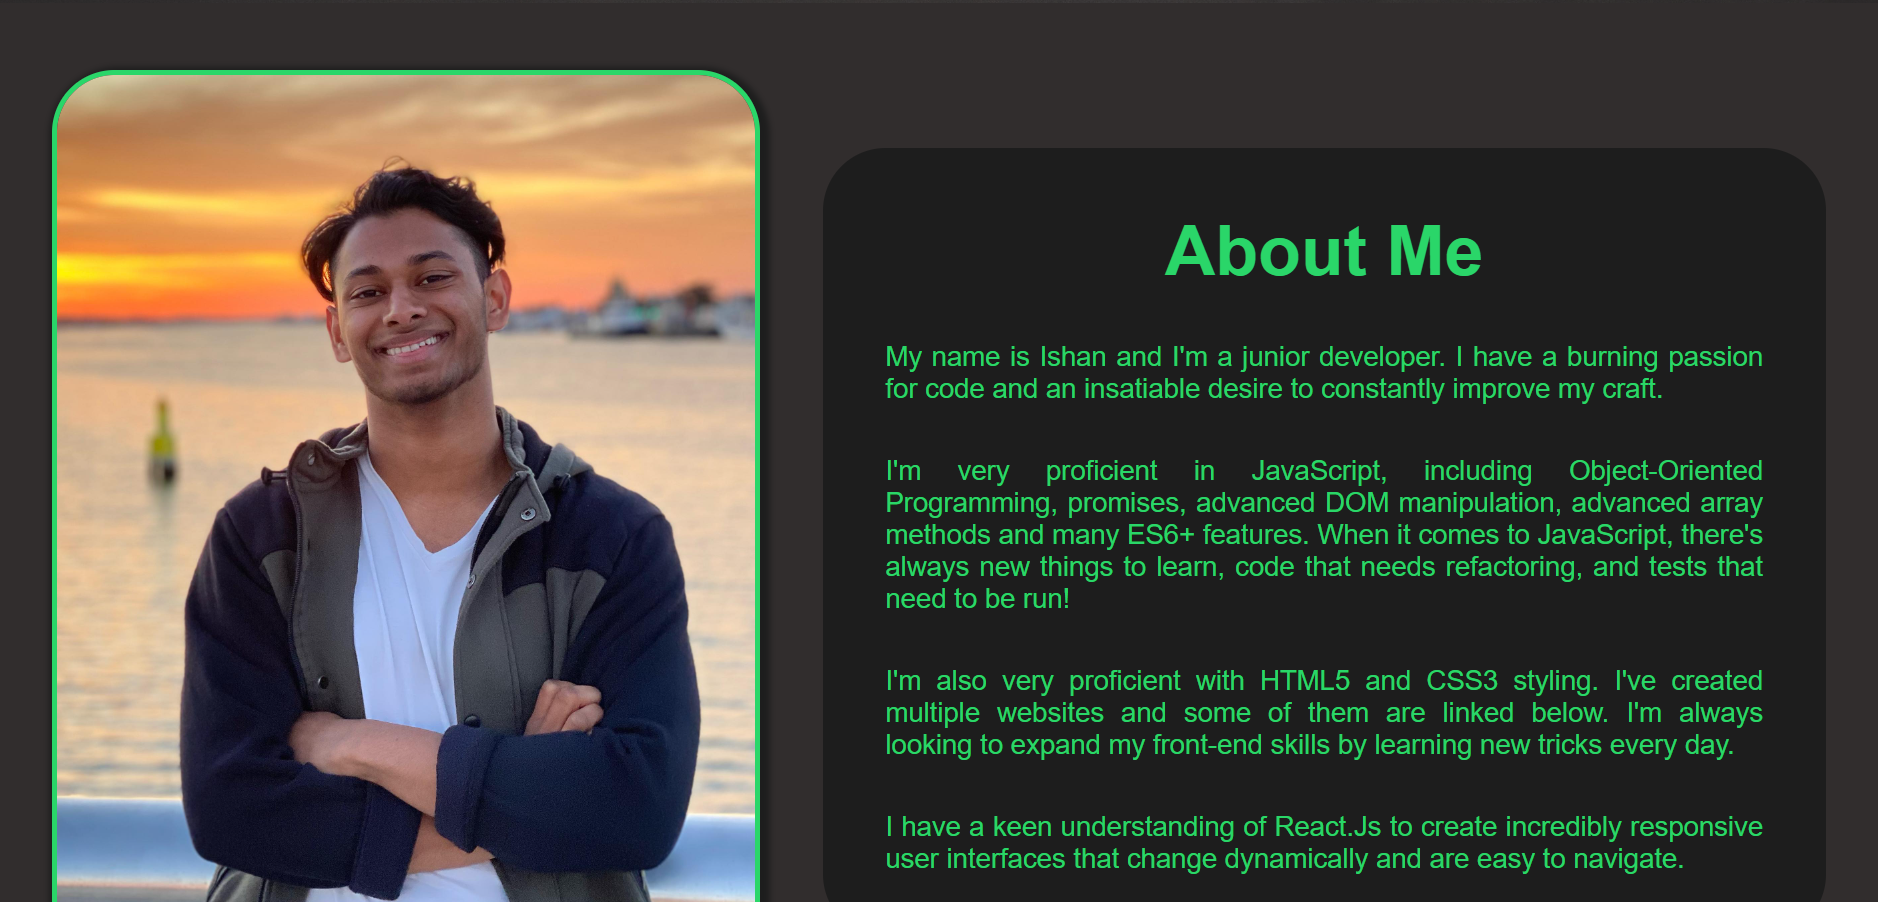 About Me
My name is Ishan and I'm a junior developer. I have a burning passion
for code and an insatiable desire to constantly improve my craft.
I'm very proficient in JavaScript, including Object-Oriented
Programming, promises, advanced DOM manipulation, advanced array
methods and many ES6+ features. When it comes to JavaScript, there's
always new things to learn, code that needs refactoring, and tests that
need to be run!
I'm also very proficient with HTML5 and CSS3 styling. I've created
multiple websites and some of them are linked below. I'm always
looking to expand my front-end skills by learning new tricks every day.
I have a keen understanding of React.Js to create incredibly responsive
user interfaces that change dynamically and are easy to navigate.